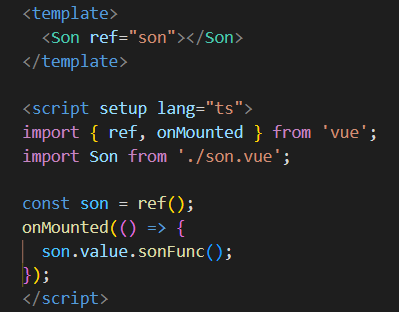 <template>
  <Son ref="son"></Son>
</template>

<script setup lang="ts">
import { ref, onMounted } from 'vue';
import Son from './son.vue';

const son = ref();
onMounted(() => {
  son.value.sonFunc();
});
</script>